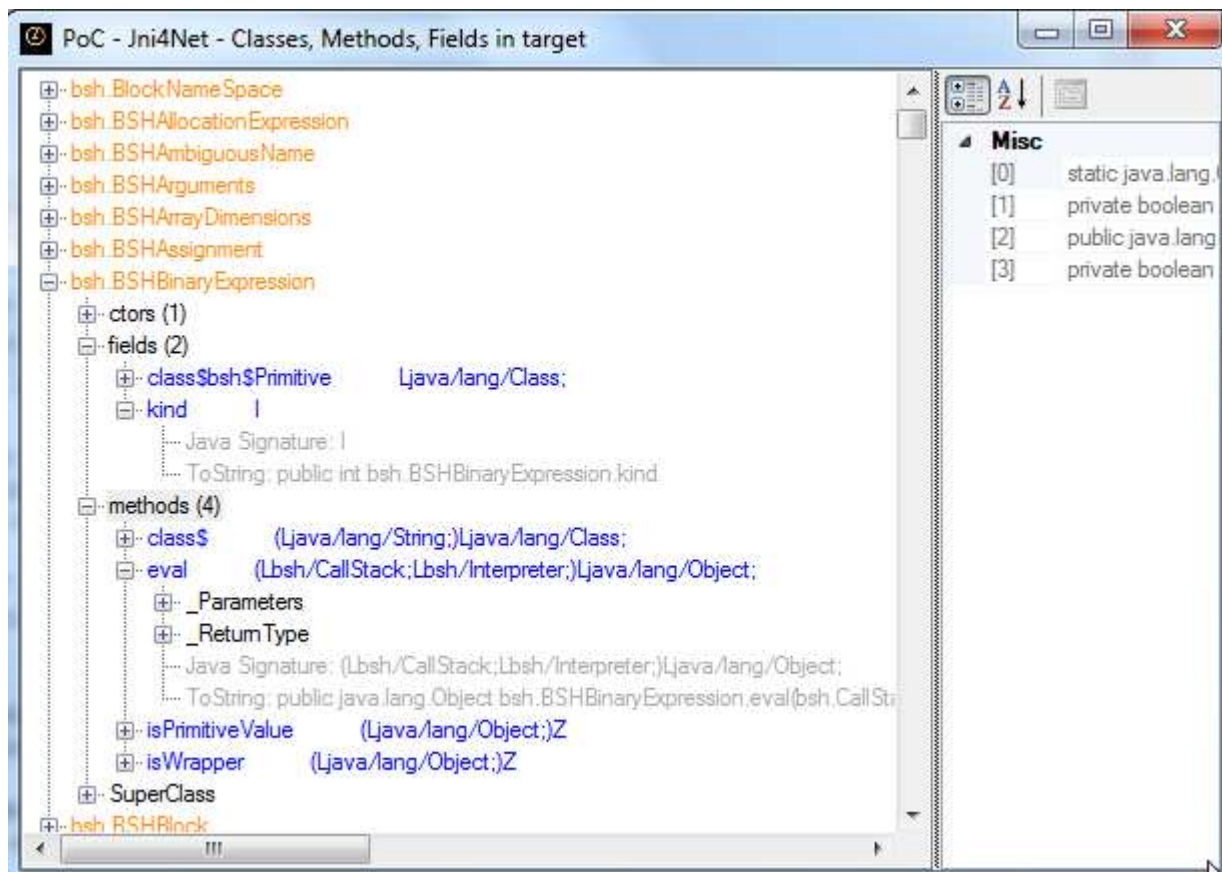 PoC - Jni4Net - Classes, Methods, Fields in target
bsh.BlockNameSpace
bsh.BSHAllocationExpression
bsh.BSHAmbiguousName
bsh.BSHArguments
bsh.BSHArrayDimensions
bsh.BSHAssignment
bsh.BSHBinaryExpression
ctors (1)
fields (2)
class$bsh$Primitive Ljava/lang/Class;
kind I
Java Signature: I
ToString: public int bsh.BSHBinaryExpression.kind
methods (4)
class$ (Ljava/lang/String;)Ljava/lang/Class;
eval (Lbsh/CallStack;Lbsh/Interpreter;)Ljava/lang/Object;
_Parameters
_ReturnType
Java Signature: (Lbsh/CallStack;Lbsh/Interpreter;)Ljava/lang/Object;
ToString: public java.lang.Object bsh.BSHBinaryExpression.eval(bsh.CallSta
isPrimitiveValue (Ljava/lang/Object;)Z
isWrapper (Ljava/lang/Object;)Z
SuperClass
bsh.BSHBlock
Misc
[0] static java.lang.
[1] private boolean
[2] public java.lang
[3] private boolean